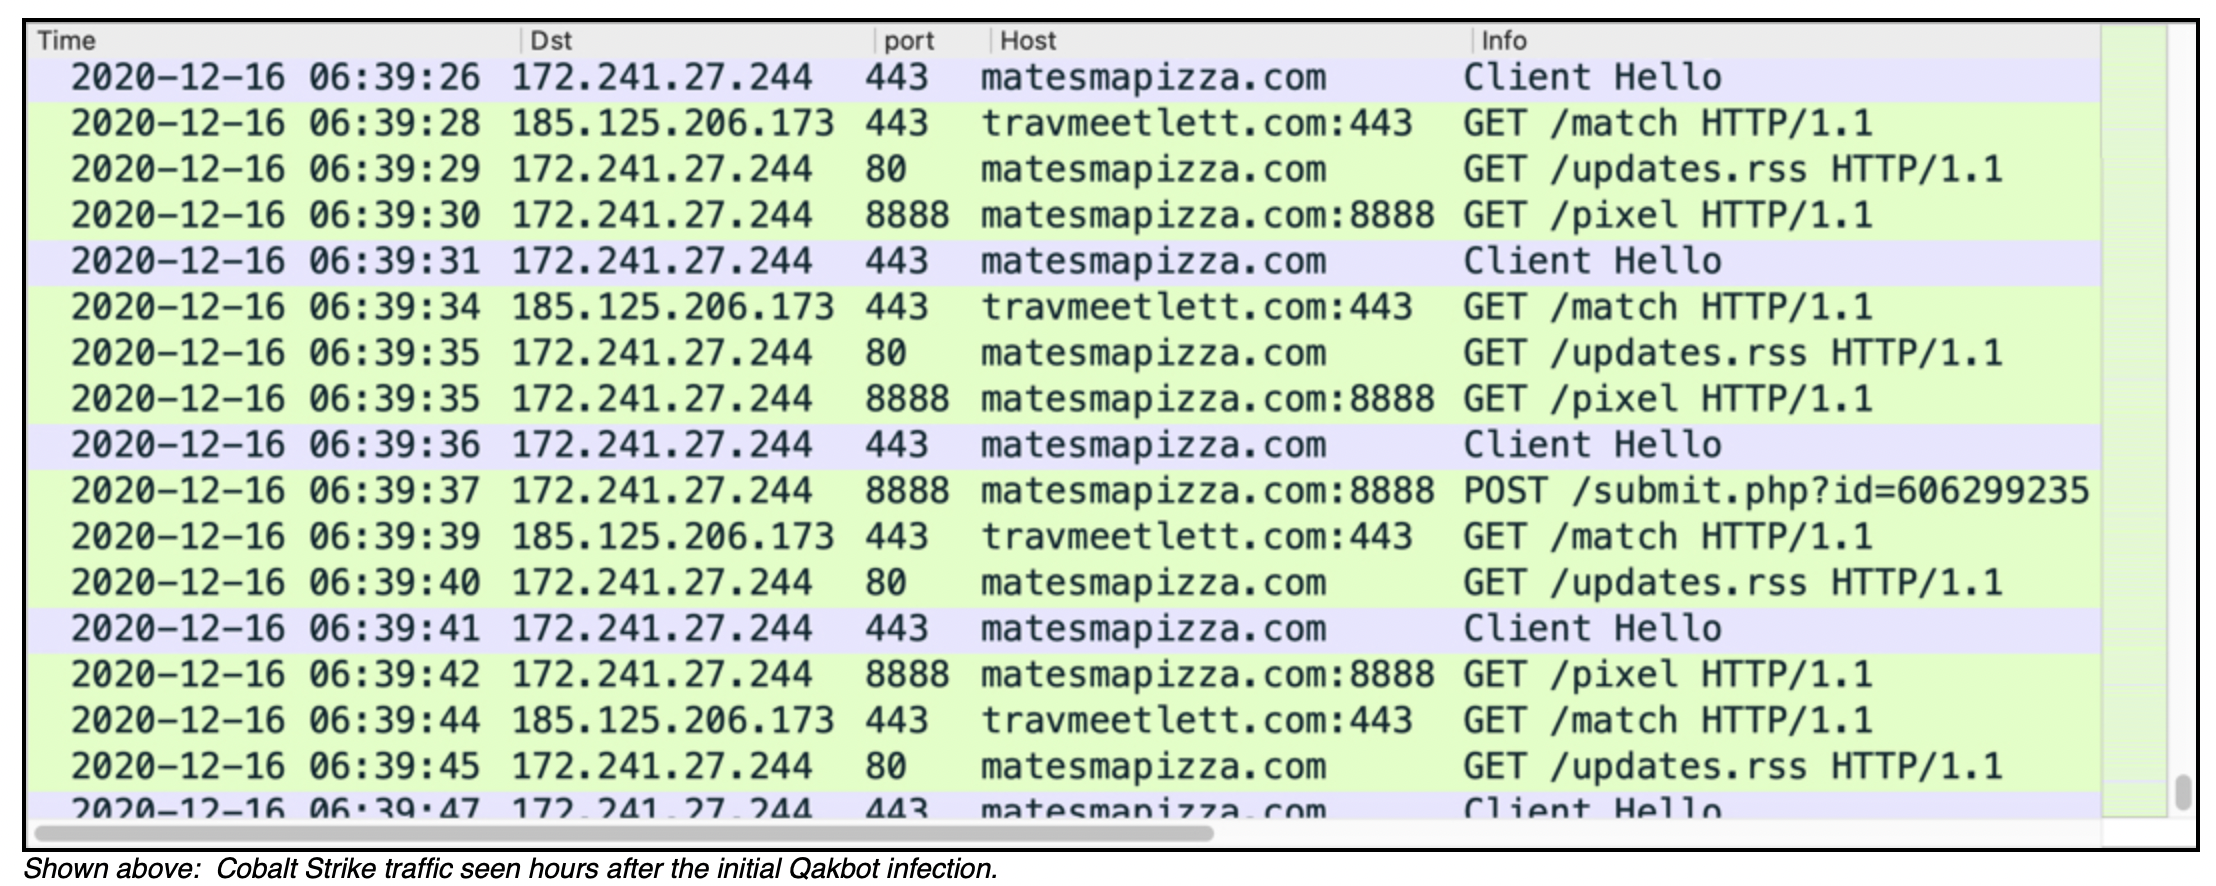 Time Dst port Host Info
2020-12-16 06:39:26 172.241.27.244 443 matesmapizza.com Client Hello
2020-12-16 06:39:28 185.125.206.173 443 travmeetlett.com:443 GET /match HTTP/1.1
2020-12-16 06:39:29 172.241.27.244 80 matesmapizza.com GET /updates.rss HTTP/1.1
2020-12-16 06:39:30 172.241.27.244 8888 matesmapizza.com:8888 GET /pixel HTTP/1.1
2020-12-16 06:39:31 172.241.27.244 443 matesmapizza.com Client Hello
2020-12-16 06:39:34 185.125.206.173 443 travmeetlett.com:443 GET /match HTTP/1.1
2020-12-16 06:39:35 172.241.27.244 80 matesmapizza.com GET /updates.rss HTTP/1.1
2020-12-16 06:39:35 172.241.27.244 8888 matesmapizza.com:8888 GET /pixel HTTP/1.1
2020-12-16 06:39:36 172.241.27.244 443 matesmapizza.com Client Hello
2020-12-16 06:39:37 172.241.27.244 8888 matesmapizza.com:8888 POST /submit.php?id=606299235
2020-12-16 06:39:39 185.125.206.173 443 travmeetlett.com:443 GET /match HTTP/1.1
2020-12-16 06:39:40 172.241.27.244 80 matesmapizza.com GET /updates.rss HTTP/1.1
2020-12-16 06:39:41 172.241.27.244 443 matesmapizza.com Client Hello
2020-12-16 06:39:42 172.241.27.244 8888 matesmapizza.com:8888 GET /pixel HTTP/1.1
2020-12-16 06:39:44 185.125.206.173 443 travmeetlett.com:443 GET /match HTTP/1.1
2020-12-16 06:39:45 172.241.27.244 80 matesmapizza.com GET /updates.rss HTTP/1.1
2020-12-16 06:39:47 172.241.27.244 443 matesmapizza.com Client Hello
Shown above: Cobalt Strike traffic seen hours after the initial Qakbot infection.